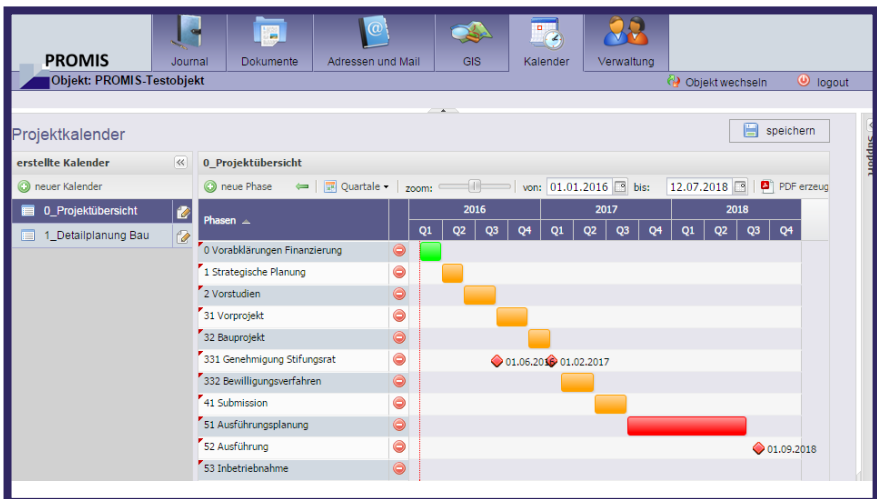 PROMIS
Journal Dokumente Adressen und Mail GIS Kalender Verwaltung
Objekt: PROMIS-Testobjekt Objekt wechseln logout
Projektkalender speichern
Support
erstellte Kalender 0_Projektübersicht
neuer Kalender neue Phase Quartale zoom: von: 01.01.2016 bis: 12.07.2018 PDF erzeug
0_Projektübersicht
1_Detailplanung Bau
Phasen 2016 2017 2018
Q1 Q2 Q3 Q4 Q1 Q2 Q3 Q4 Q1 Q2 Q3 Q4
0 Vorabklärungen Finanzierung
1 Strategische Planung
2 Vorstudien
31 Vorprojekt
32 Bauprojekt
331 Genehmigung Stifungsrat 01.06.2016 01.02.2017
332 Bewilligungsverfahren
41 Submission
51 Ausführungsplanung
52 Ausführung 01.09.2018
53 Inbetriebnahme